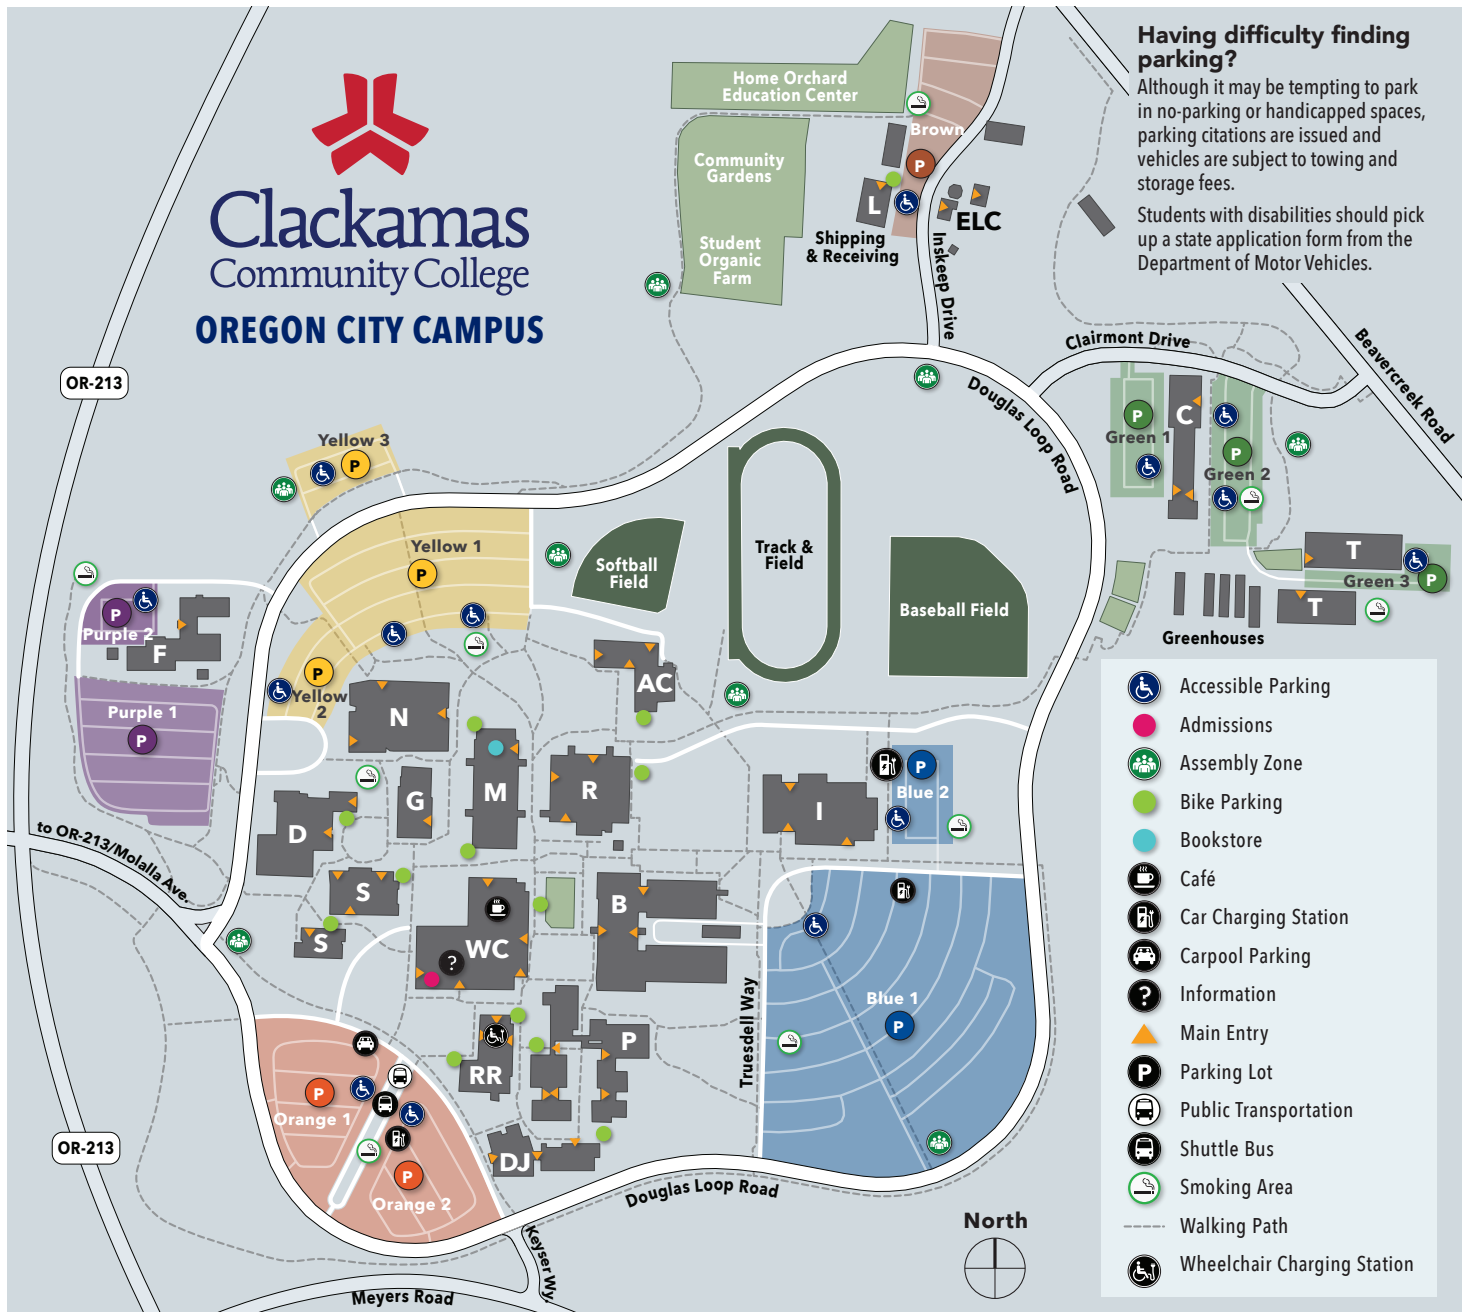 Having difficulty finding
parking?
Although it may be tempting to park
in no-parking or handicapped spaces,
parking citations are issued and
vehicles are subject to towing and
storage fees.
Students with disabilities should pick
up a state application form from the
Department of Motor Vehicles.
Clackamas
Community College
OREGON CITY CAMPUS
Home Orchard
Education Center
Community
Gardens
Student
Organic
Farm
Brown
P
L
Shipping
& Receiving
ELC
Inskeep Drive
Clairmont Drive
Beavercreek Road
Douglas Loop Road
OR-213
P
Green 1
C
P
Green 2
T
Green 3
P
T
Greenhouses
Yellow 3
P
Yellow 1
P
P
Yellow
2
Softball
Field
Track &
Field
Baseball Field
P
Purple 2
F
Purple 1
P
N
AC
M
R
G
D
I
P
Blue 2
S
S
B
WC
?
to OR-213/Molalla Ave.
Truesdell Way
Blue 1
P
P
RR
DJ
P
Orange 1
P
Orange 2
OR-213
Douglas Loop Road
Keyser Wy.
Meyers Road
North
Accessible Parking
Admissions
Assembly Zone
Bike Parking
Bookstore
Café
Car Charging Station
Carpool Parking
? Information
Main Entry
P Parking Lot
Public Transportation
Shuttle Bus
Smoking Area
Walking Path
Wheelchair Charging Station